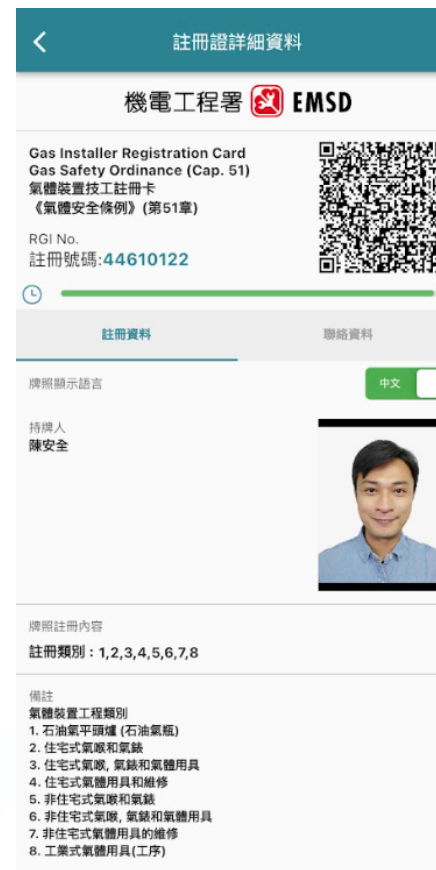 註冊證詳細資料
機電工程署 EMSD
Gas Installer Registration Card
Gas Safety Ordinance (Cap. 51)
氣體裝置技工註冊卡
《氣體安全條例》(第51章)
RGI No.
註冊號碼:44610122
註冊資料 聯絡資料
牌照顯示語言 中文
持牌人
陳安全
牌照註冊內容
註冊類別：1,2,3,4,5,6,7,8
備註
氣體裝置工程類別
1. 石油氣平頭爐 (石油氣瓶)
2. 住宅式氣喉和氣錶
3. 住宅式氣喉, 氣錶和氣體用具
4. 住宅式氣體用具和維修
5. 非住宅式氣喉和氣錶
6. 非住宅式氣喉, 氣錶和氣體用具
7. 非住宅式氣體用具的維修
8. 工業式氣體用具(工序)